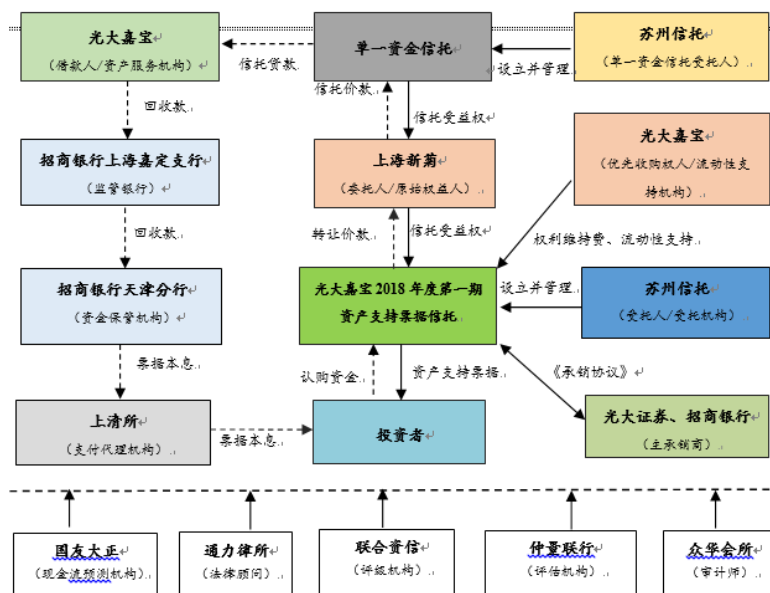 光大嘉宝
(借款人/资产服务机构)
信托贷款
单一资金信托
设立并管理
苏州信托
(单一资金信托受托人)
回收款
信托价款
信托受益权
招商银行上海嘉定支行
(监管银行)
上海新菊
(委托人/原始权益人)
光大嘉宝
(优先收购权人/流动性支
持机构)
回收款
转让价款
信托受益权
权利维持费、流动性支持
招商银行天津分行
(资金保管机构)
光大嘉宝2018年度第一期
资产支持票据信托
设立并管理
苏州信托
(受托人/受托机构)
票据本息
认购资金
资产支持票据
《承销协议》
上清所
(支付代理机构)
票据本息
投资者
光大证券、招商银行
(主承销商)
国友大正
(现金流预测机构)
通力律所
(法律顾问)
联合资信
(评级机构)
仲量联行
(评估机构)
众华会所
(审计师)